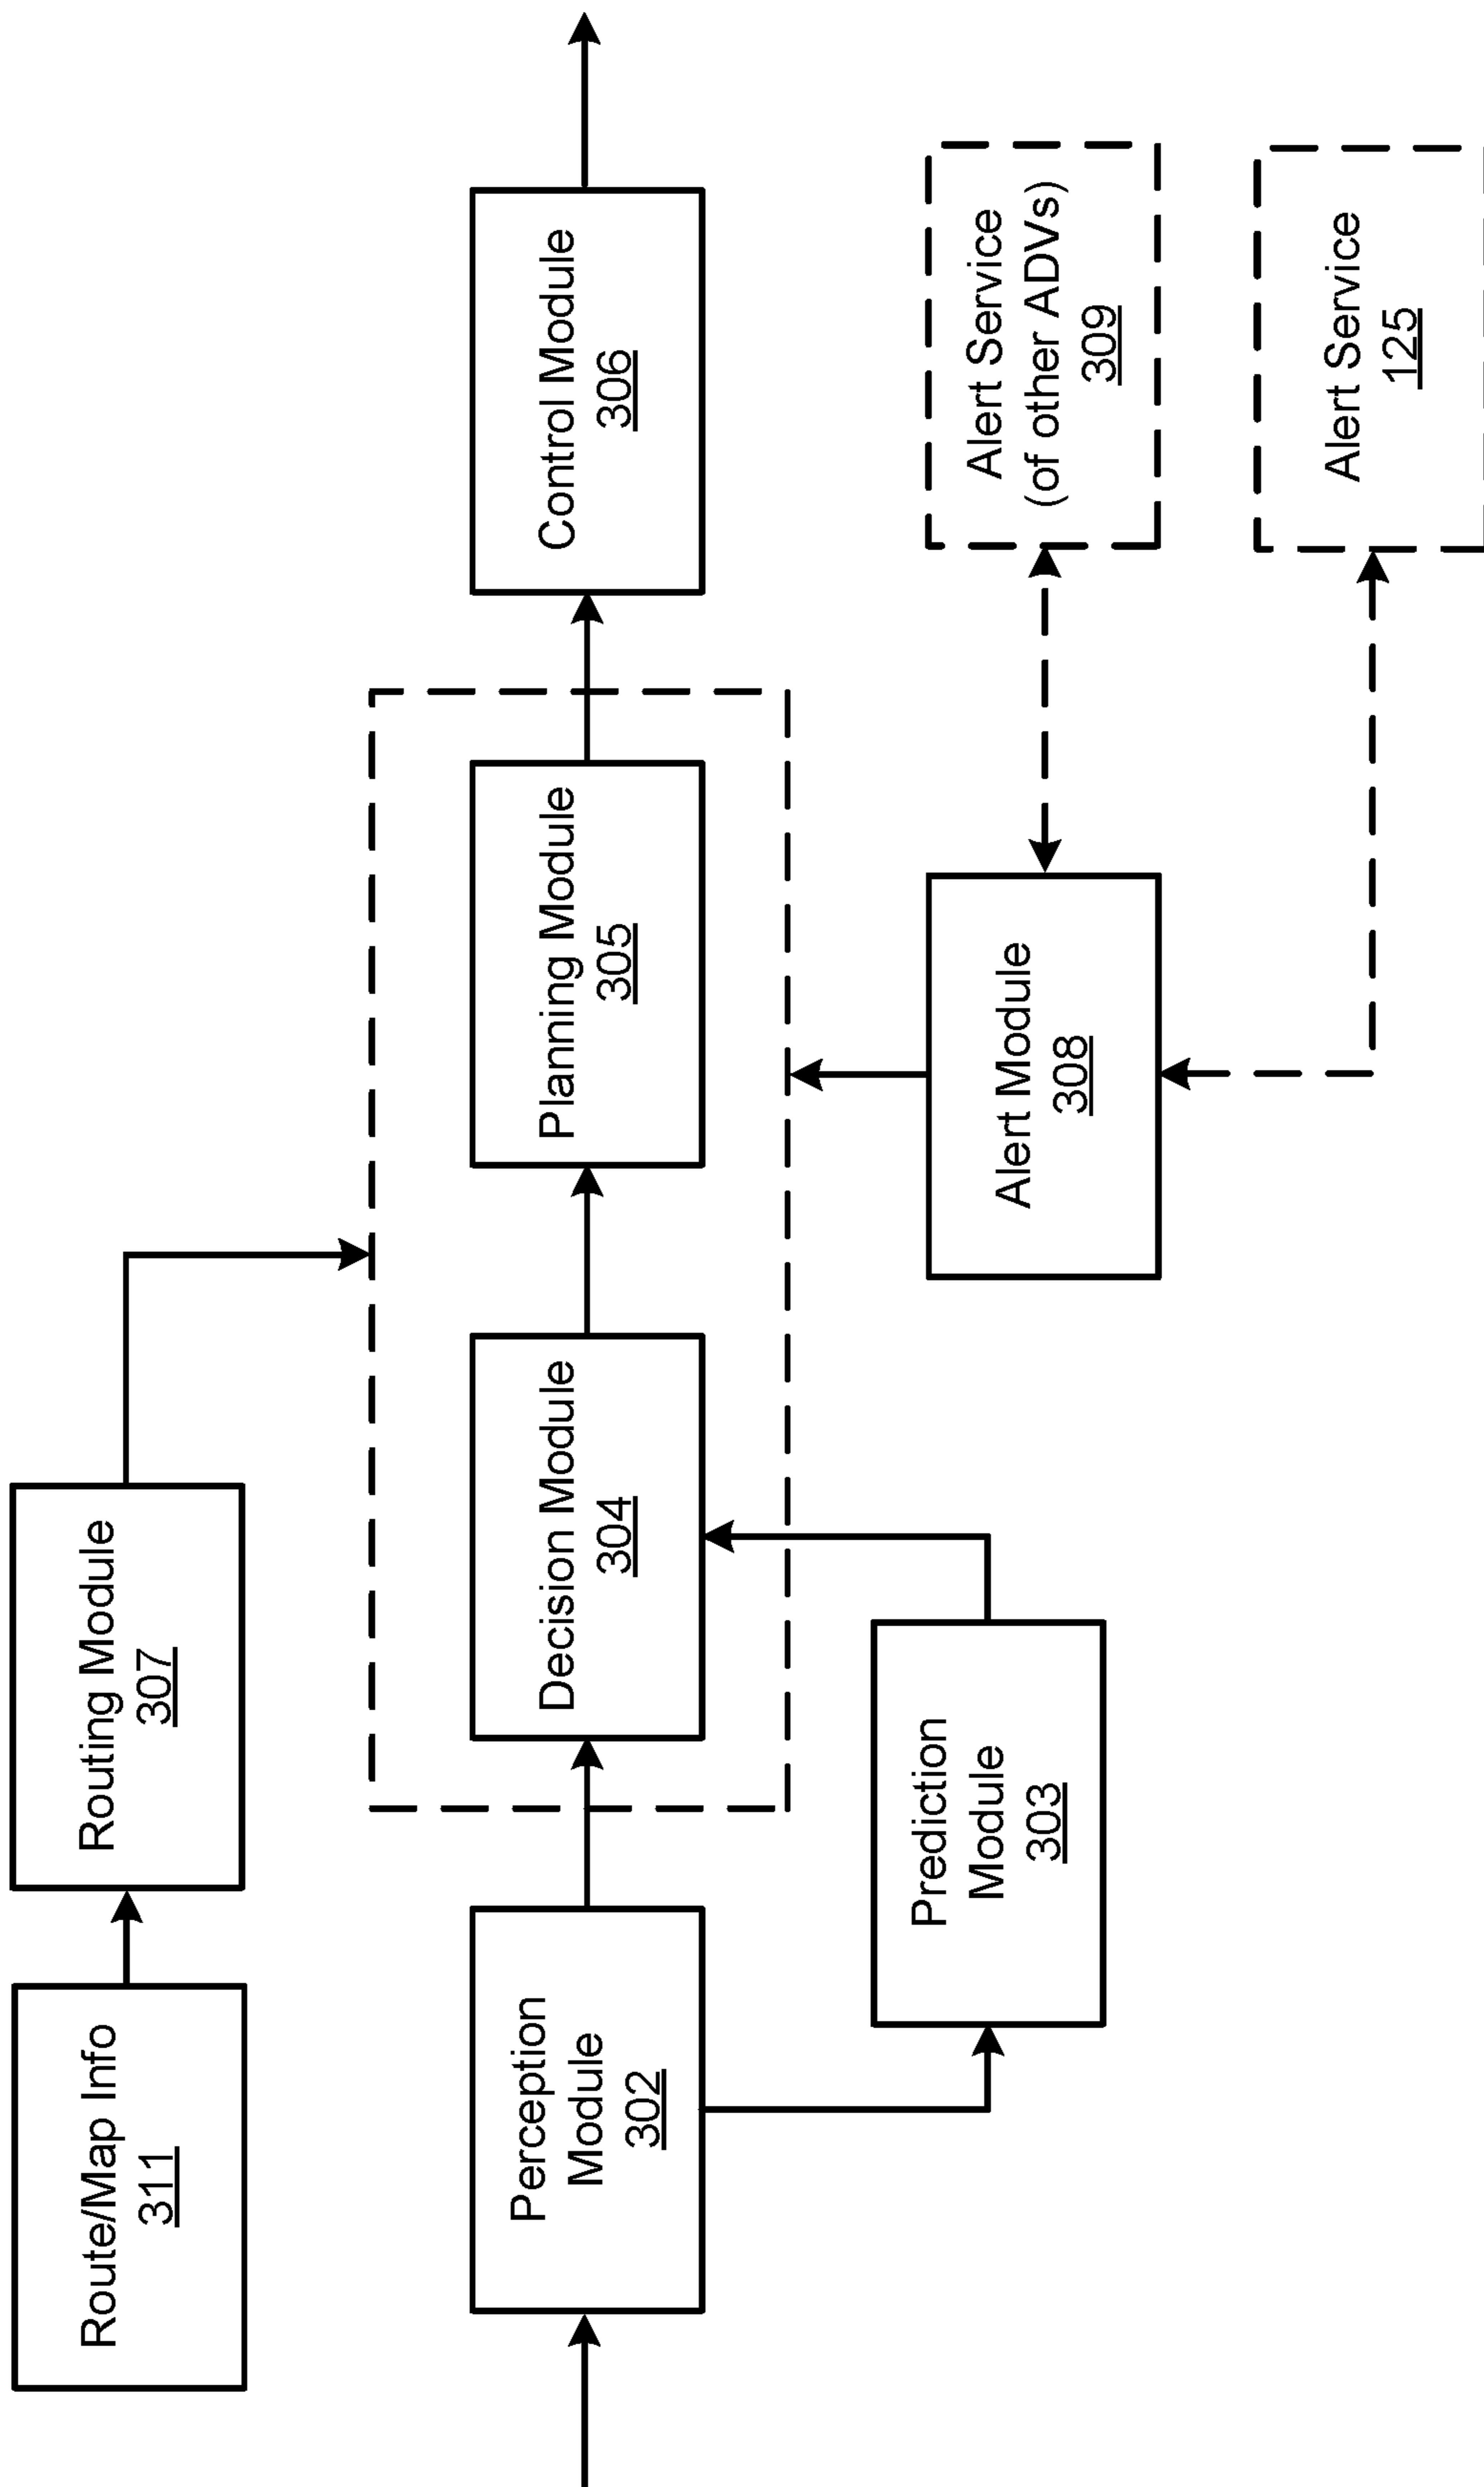 Route/Map Info
311
Routing Module
307
Perception
Module
302
Decision Module
304
Planning Module
305
Control Module
306
Prediction
Module
303
Alert Module
308
Alert Service
(of other ADVs)
309
Alert Service
125